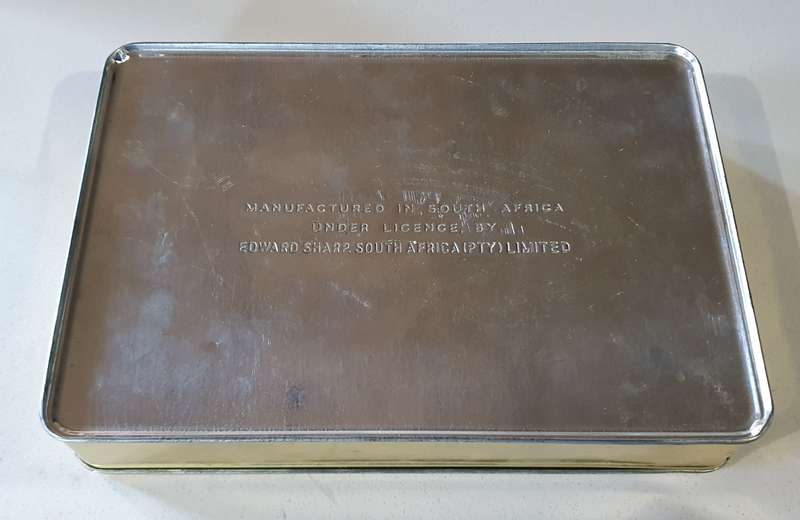 MANUFACTURED IN SOUTH AFRICA
UNDER LICENCE BY
EDWARD SHARP SOUTH AFRICA (PTY) LIMITED